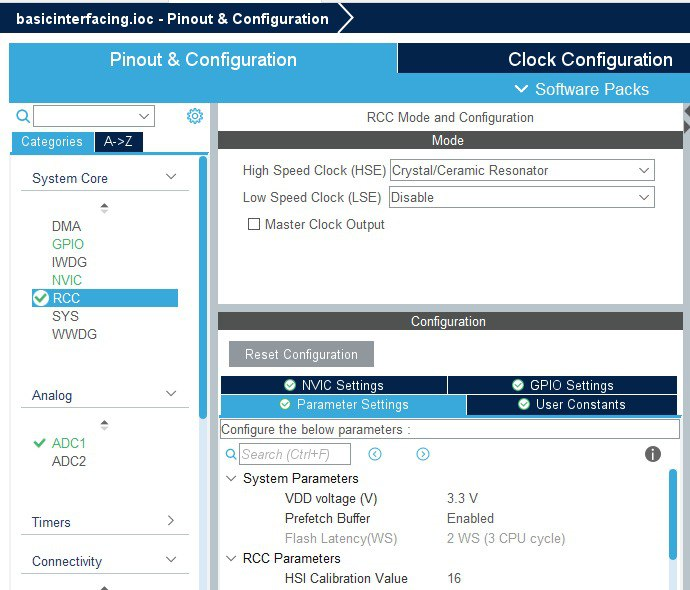 basicinterfacing.ioc - Pinout & Configuration
Pinout & Configuration
Clock Configuration
Software Packs
Categories
A->Z
System Core
DMA
GPIO
IWDG
NVIC
RCC
SYS
WWDG
Analog
ADC1
ADC2
Timers
Connectivity
RCC Mode and Configuration
Mode
High Speed Clock (HSE) Crystal/Ceramic Resonator
Low Speed Clock (LSE) Disable
Master Clock Output
Configuration
Reset Configuration
NVIC Settings
GPIO Settings
Parameter Settings
User Constants
Configure the below parameters :
Search (Ctrl+F)
System Parameters
VDD voltage (V) 3.3 V
Prefetch Buffer Enabled
Flash Latency(WS) 2 WS (3 CPU cycle)
RCC Parameters
HSI Calibration Value 16